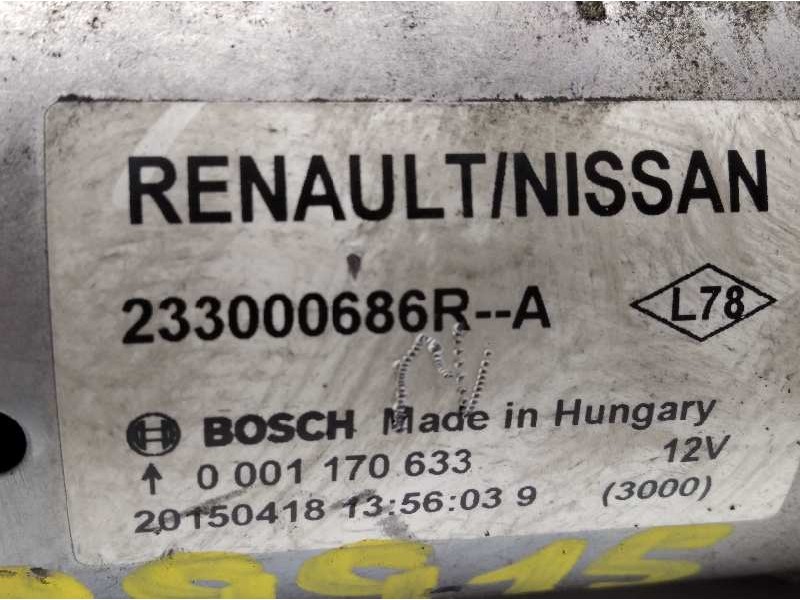 RENAULT/NISSAN
233000686R--A
L78
BOSCH Made in Hungary
0 001 170 633 12V
20150418 13:56:03 9 (3000)